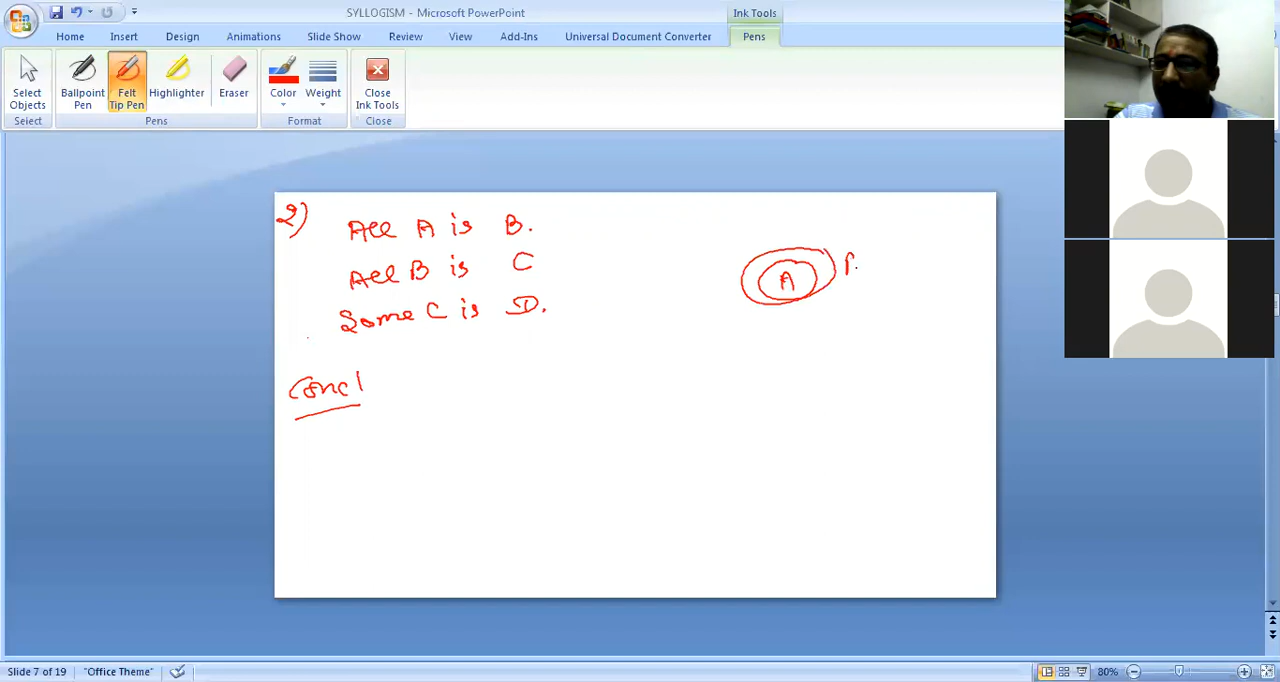 SYLLOGISM - Microsoft PowerPoint
Ink Tools
Home
Insert
Design
Animations
Slide Show
Review
View
Add-Ins
Universal Document Converter
Pens
Select Objects
Ballpoint Pen
Felt Tip Pen
Highlighter
Eraser
Color
Weight
Close Ink Tools
Select
Pens
Format
Close
2)
All A is B.
All B is C
Some C is D.
Concl
A
Slide 7 of 19
"Office Theme"
80%